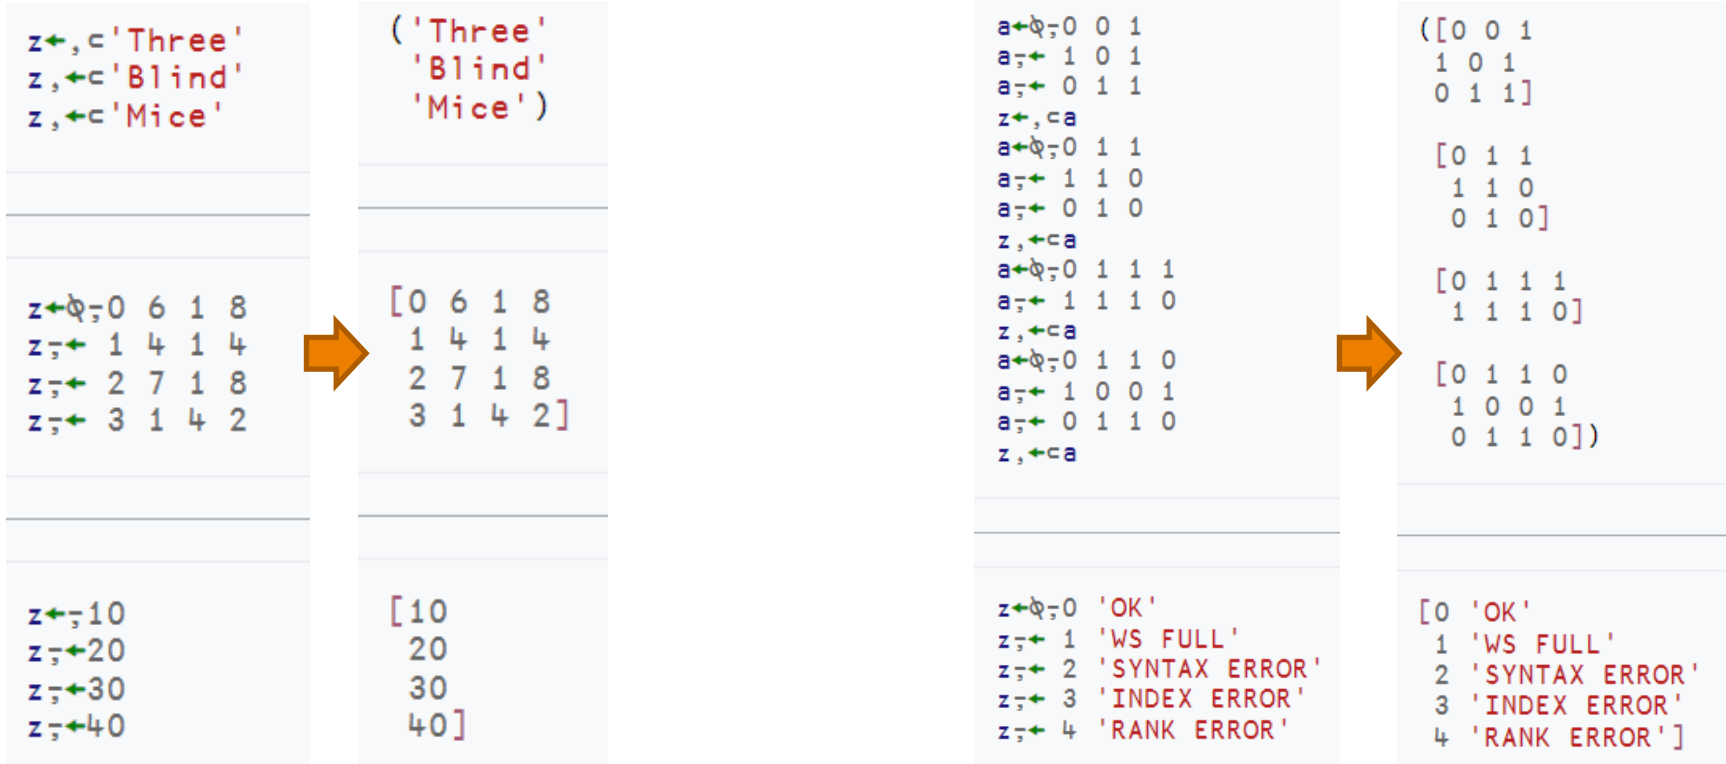 z←,⊂'Three'
z,←⊂'Blind'
z,←⊂'Mice'
('Three'
'Blind'
'Mice')
z←⍉⍪0 6 1 8
z⍪← 1 4 1 4
z⍪← 2 7 1 8
z⍪← 3 1 4 2
[0 6 1 8
1 4 1 4
2 7 1 8
3 1 4 2]
z←⍪10
z⍪←20
z⍪←30
z⍪←40
[10
20
30
40]
a←⍉⍪0 0 1
a⍪← 1 0 1
a⍪← 0 1 1
z←,⊂a
a←⍉⍪0 1 1
a⍪← 1 1 0
a⍪← 0 1 0
z,←⊂a
a←⍉⍪0 1 1 1
a⍪← 1 1 1 0
z,←⊂a
a←⍉⍪0 1 1 0
a⍪← 1 0 0 1
a⍪← 0 1 1 0
z,←⊂a
([0 0 1
1 0 1
0 1 1]
[0 1 1
1 1 0
0 1 0]
[0 1 1 1
1 1 1 0]
[0 1 1 0
1 0 0 1
0 1 1 0])
z←⍉⍪0 'OK'
z⍪← 1 'WS FULL'
z⍪← 2 'SYNTAX ERROR'
z⍪← 3 'INDEX ERROR'
z⍪← 4 'RANK ERROR'
[0 'OK'
1 'WS FULL'
2 'SYNTAX ERROR'
3 'INDEX ERROR'
4 'RANK ERROR']